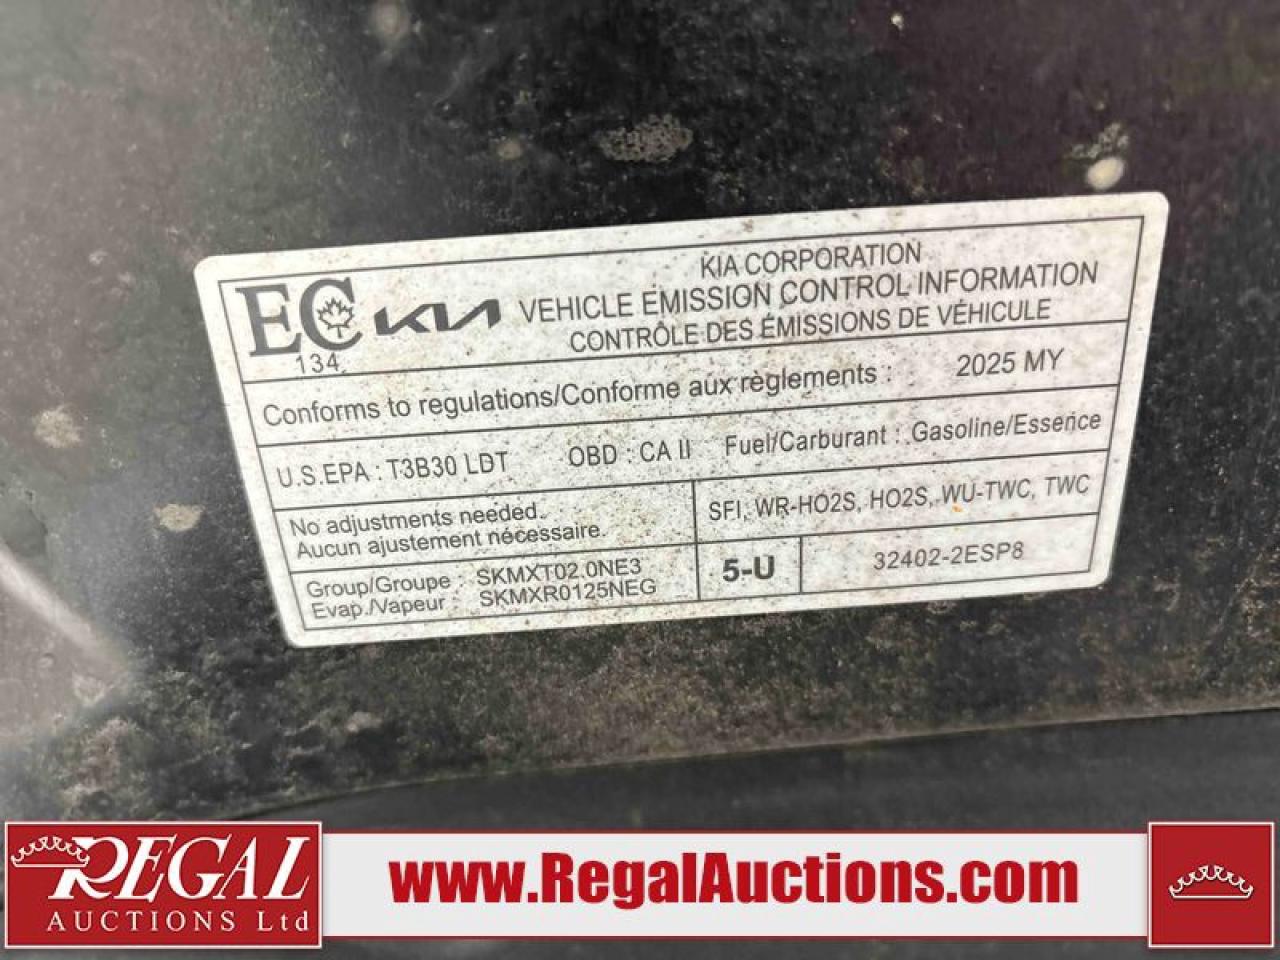 EC
134
KIA
KIA CORPORATION
VEHICLE EMISSION CONTROL INFORMATION
CONTRÔLE DES ÉMISSIONS DE VÉHICULE
Conforms to regulations/Conforme aux règlements : 2025 MY
U.S.EPA : T3B30 LDT OBD : CA II Fuel/Carburant : Gasoline/Essence
No adjustments needed.
Aucun ajustement nécessaire.
SFI, WR-HO2S, HO2S, WU-TWC, TWC
Group/Groupe : SKMXT02.0NE3
Evap./Vapeur : SKMXR0125NEG
5-U
32402-2ESP8
REGAL
AUCTIONS Ltd
www.RegalAuctions.com